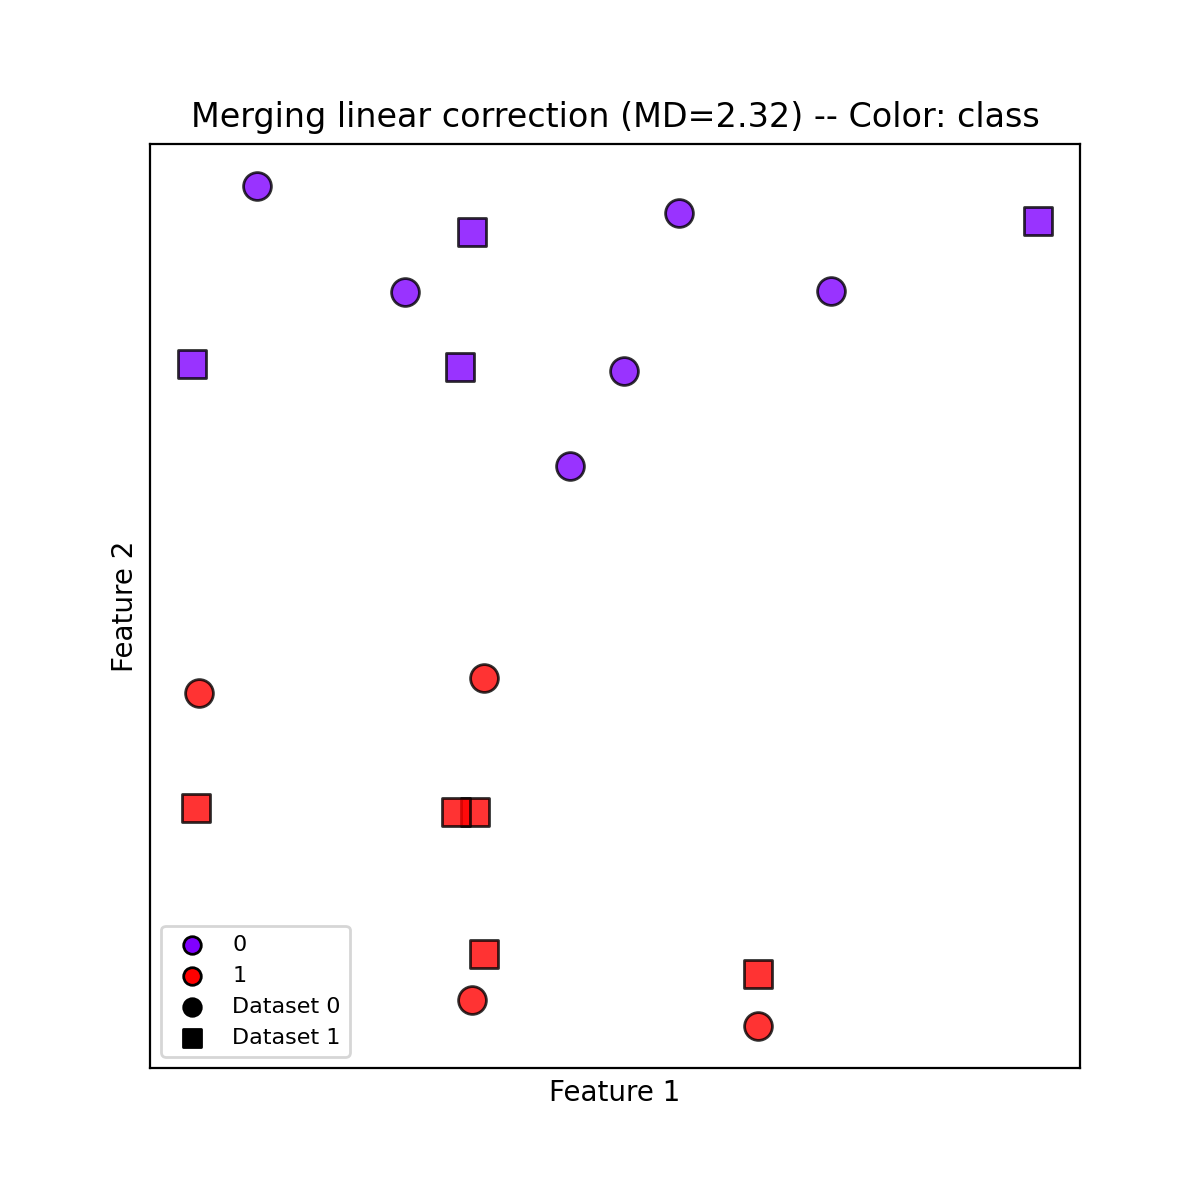 Merging linear correction (MD=2.32) -- Color: class
Feature 2
0
1
Dataset 0
Dataset 1
Feature 1